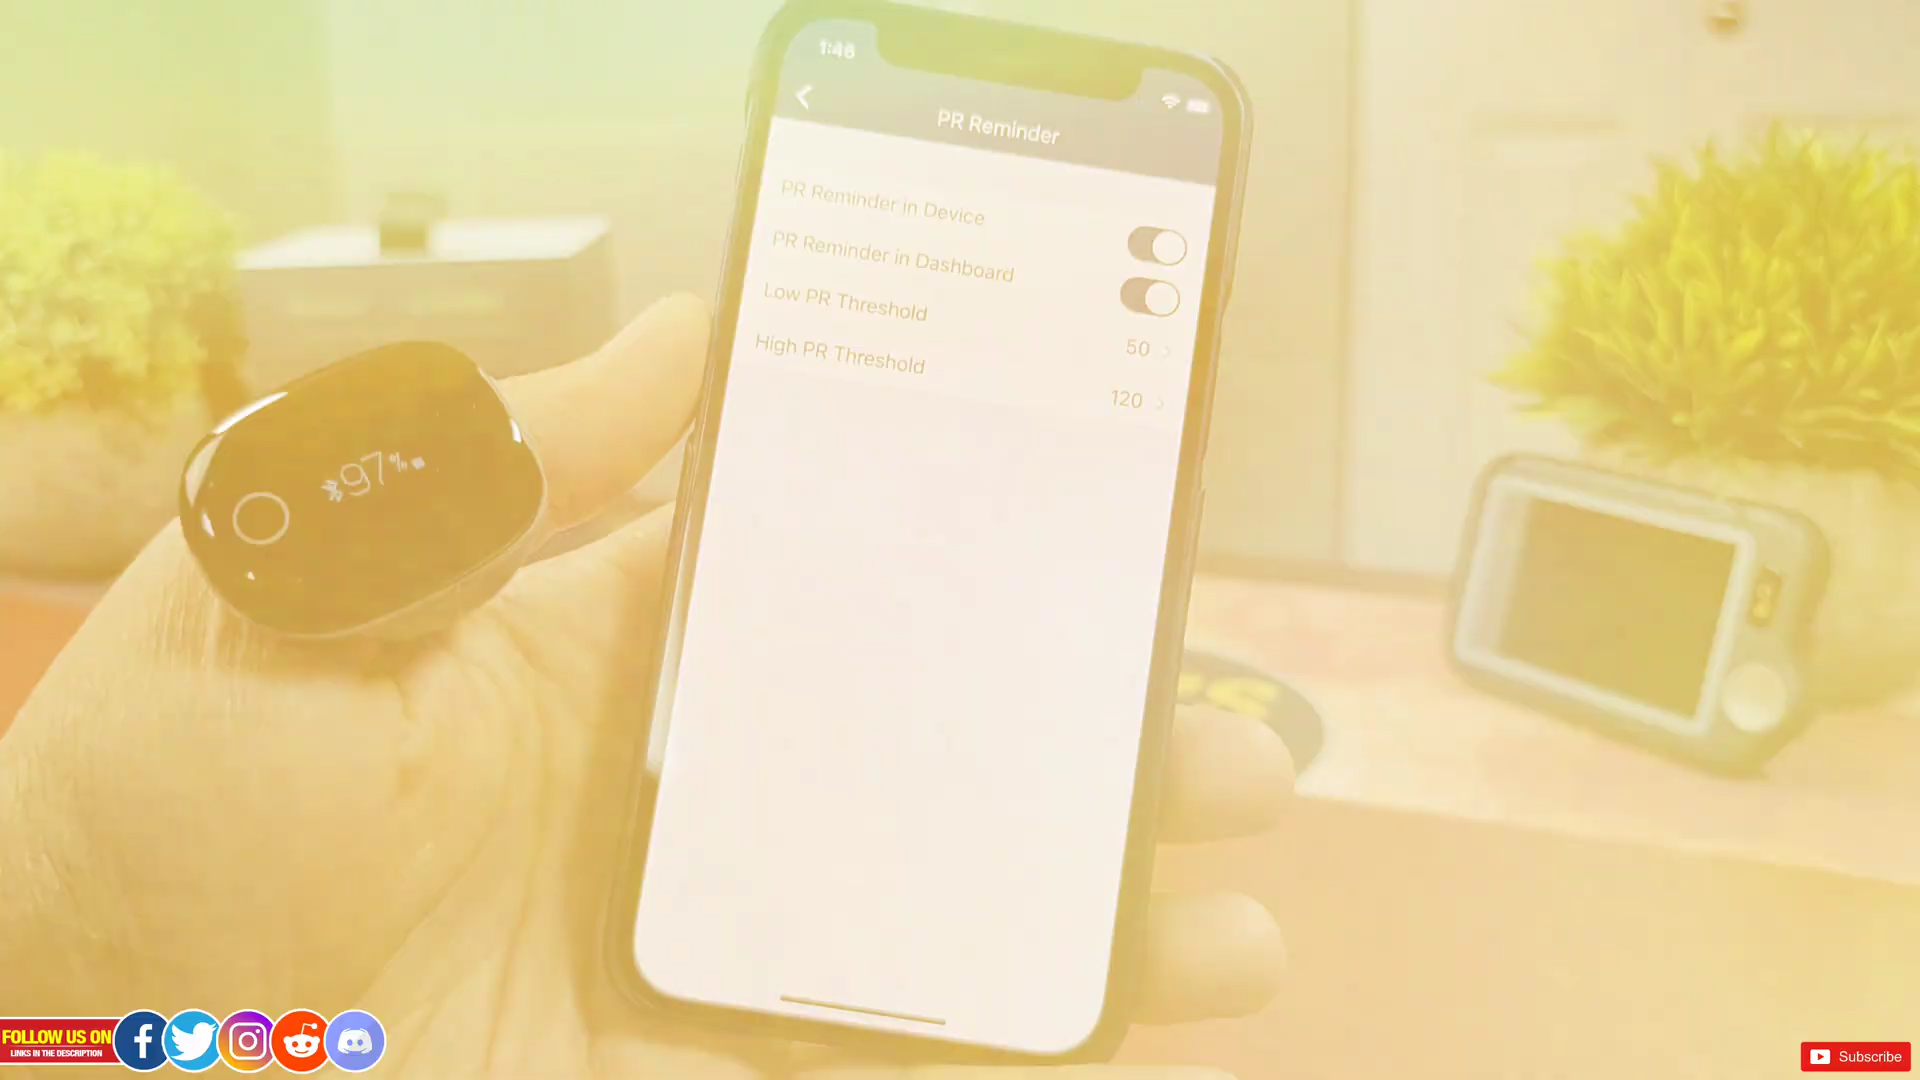 1:46
PR Reminder
PR Reminder in Device
PR Reminder in Dashboard
Low PR Threshold
50
High PR Threshold
120
97%
FOLLOW US ON
LINKS IN THE DESCRIPTION
Subscribe